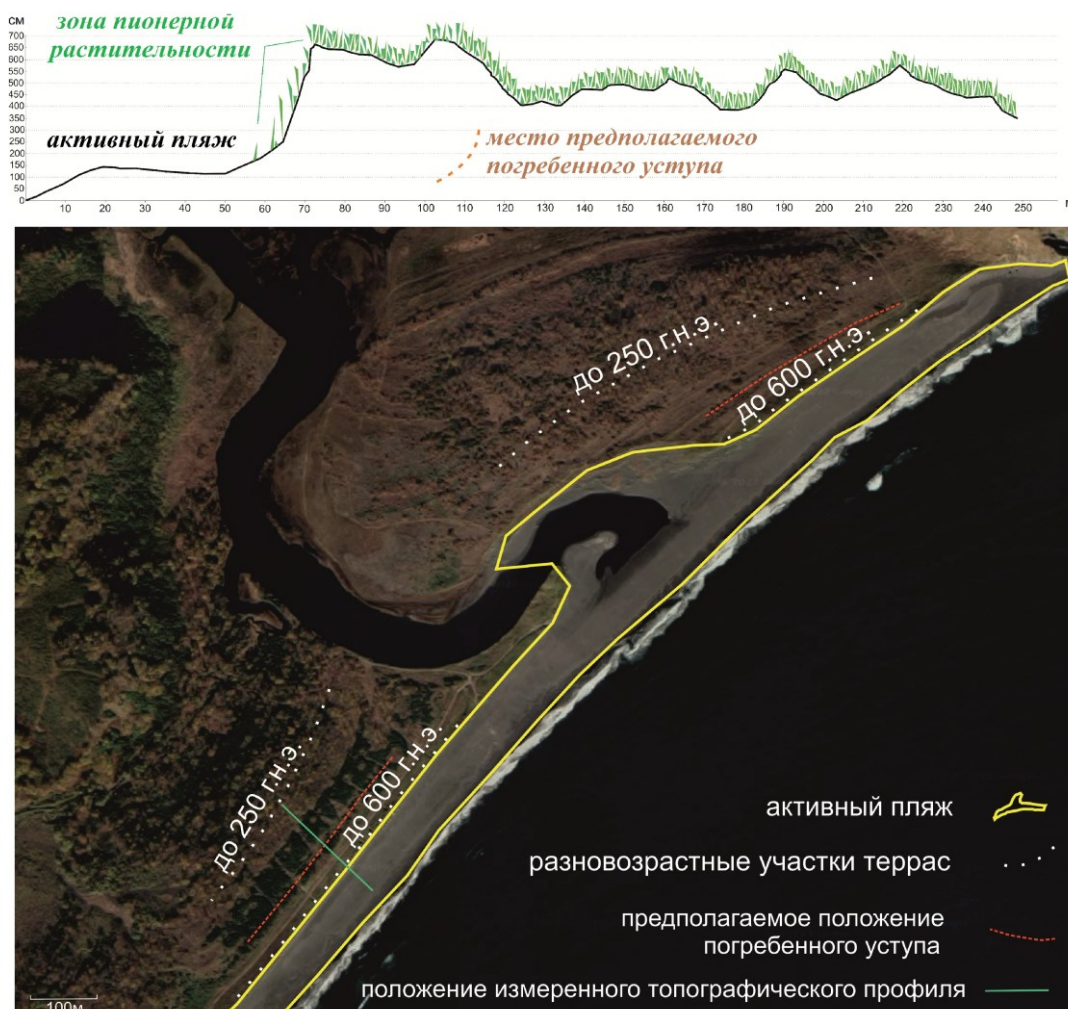 см
зона пионерной
растительности
активный пляж
место предполагаемого
погребенного уступа
700
650
600
550
500
450
400
350
300
250
200
150
100
50
0
10 20 30 40 50 60 70 80 90 100 110 120 130 140 150 160 170 180 190 200 210 220 230 240 250
до 250 г.н.э.
до 600 г.н.э.
до 250 г.н.э.
до 600 г.н.э.
активный пляж
разновозрастные участки террас
предполагаемое положение
погребенного уступа
положение измеренного топографического профиля
100м